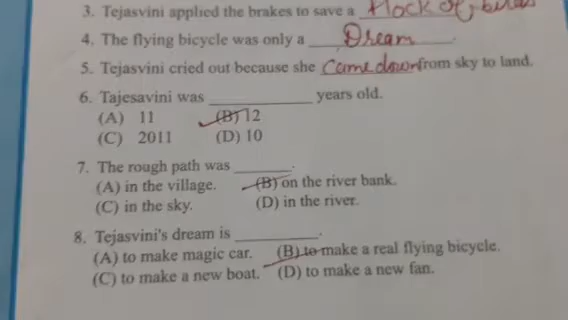 3. Tejasvini applied the brakes to save a flock of birds
4. The flying bicycle was only a Dream.
5. Tejasvini cried out because she came down from sky to land.
6. Tajesavini was ____________ years old.
(A) 11 (B) 12
(C) 2011 (D) 10
7. The rough path was ________.
(A) in the village. (B) on the river bank.
(C) in the sky. (D) in the river.
8. Tejasvini's dream is ____________.
(A) to make magic car. (B) to make a real flying bicycle.
(C) to make a new boat. (D) to make a new fan.